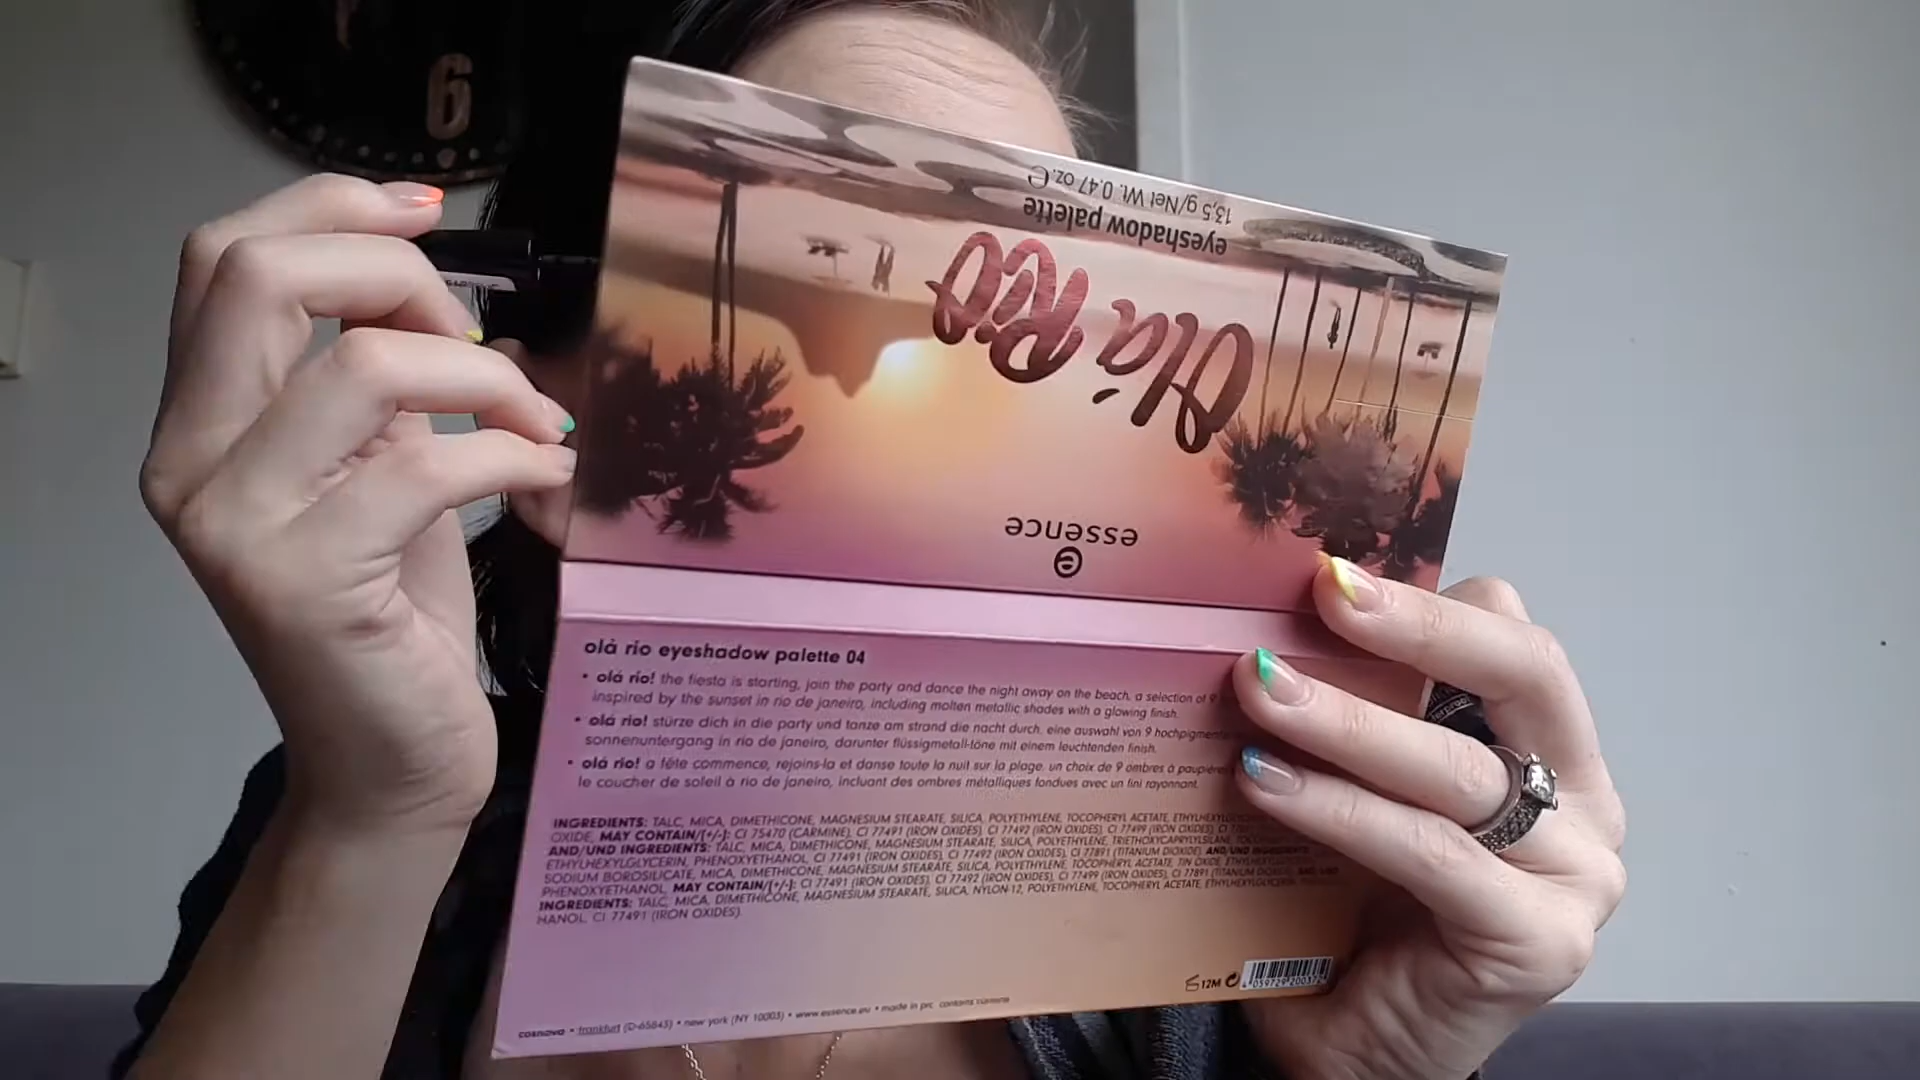 6
13,5 g/Net Wt. 0.47 oz. ℮
eyeshadow palette
Olá Rio
essence
e
olá rio eyeshadow palette 04
• olá rio! the fiesta is starting, join the party and dance the night away on the beach. a selection of 9
inspired by the sunset in rio de janeiro, including molten metallic shades with a glowing finish.
• olá rio! stürze dich in die party und tanze am strand die nacht durch. eine auswahl von 9
sonnenuntergang in rio de janeiro, darunter flüssigmetall-töne mit einem leuchtenden finish.
• olá rio! a fête commence, rejoins-la et danse toute la nuit sur la plage. un choix de 9 ombres à
le coucher de soleil à rio de janeiro, incluant des ombres métalliques fondues avec un fini rayonnant.
INGREDIENTS: TALC, MICA, DIMETHICONE, MAGNESIUM STEARATE, SILICA, POLYETHYLENE, TOCOPHERYL ACETATE,
OXIDE, MAY CONTAIN/[+/-]: CI 75470 (CARMINE), CI 77491 (IRON OXIDES), CI 77492 (IRON OXIDES), CI 77499 (IRON OXIDES),
AND/UND INGREDIENTS: TALC, MICA, DIMETHICONE, MAGNESIUM STEARATE, SILICA, POLYETHYLENE, TRIETHOXYCAPRYLYLSILANE,
ETHYLHEXYLGLYCERIN, PHENOXYETHANOL, CI 77491 (IRON OXIDES), CI 77492 (IRON OXIDES), CI 77891 (TITANIUM DIOXIDE), AND/UND
SODIUM BOROSILICATE, MICA, DIMETHICONE, MAGNESIUM STEARATE, SILICA, POLYETHYLENE, TOCOPHERYL ACETATE, TIN OXIDE,
PHENOXYETHANOL, MAY CONTAIN/[+/-]: CI 77491 (IRON OXIDES), CI 77492 (IRON OXIDES), CI 77499 (IRON OXIDES), CI 77891 (TITANIUM DIOXIDE),
INGREDIENTS: TALC, MICA, DIMETHICONE, MAGNESIUM STEARATE, SILICA, NYLON-12, POLYETHYLENE, TOCOPHERYL ACETATE,
HANOL, CI 77491 (IRON OXIDES).
12M
4 059729 20037
cosnova • frankfurt (D-65843) • new york (NY 10003) • www.essence.eu • made in prc. contains carmine